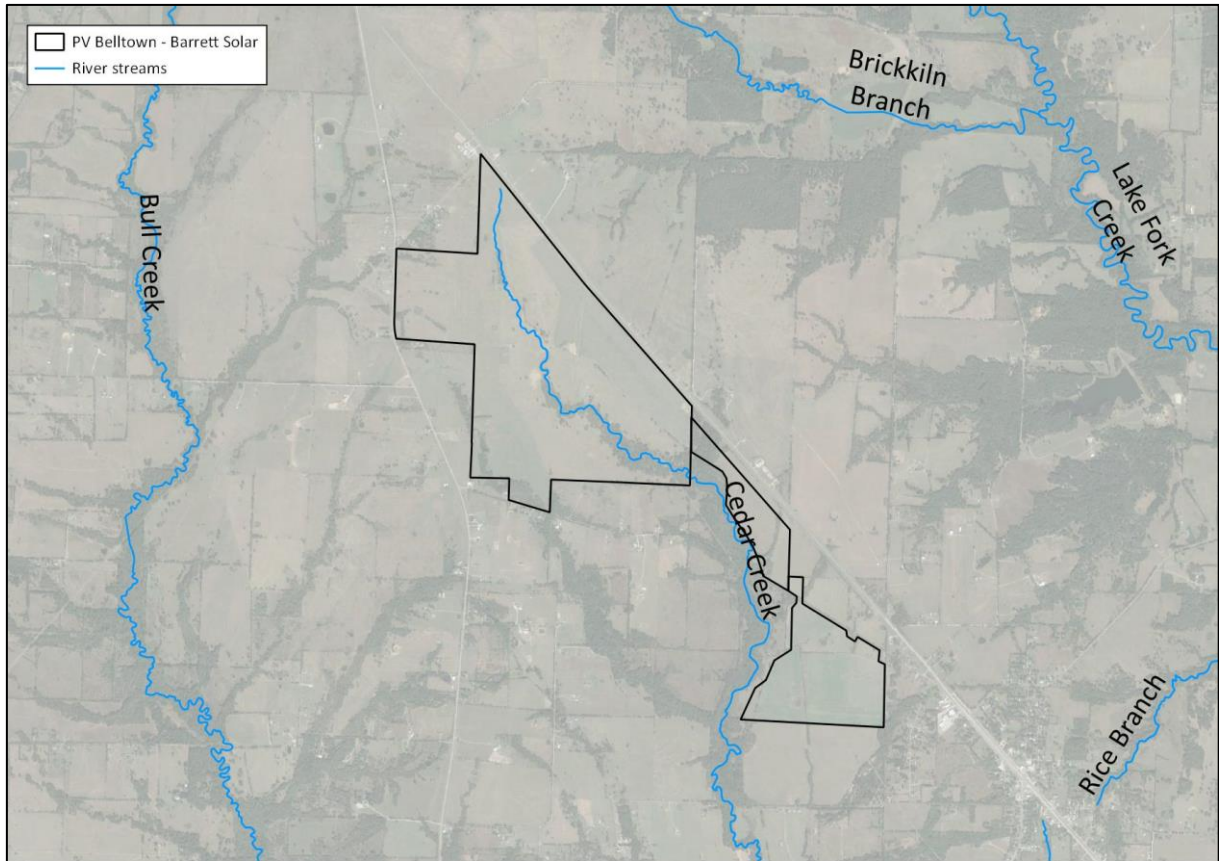 PV Belltown - Barrett Solar
River streams
Brickkiln
Branch
Lake Fork
Creek
Bull Creek
Cedar Creek
Rice Branch